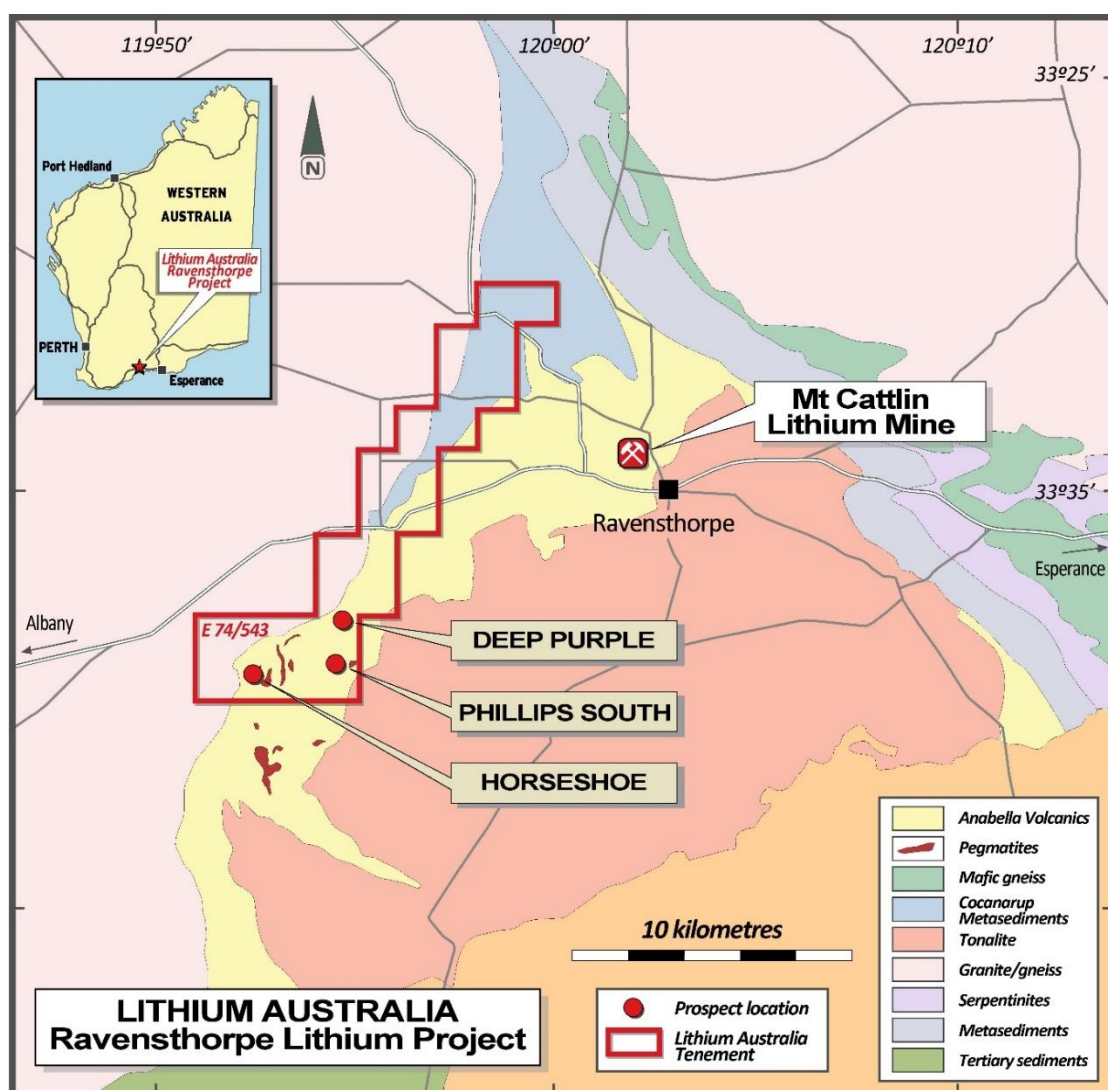 119º50’
120º00’
120º10’
33º25’
Port Hedland
WESTERN
AUSTRALIA
Lithium Australia
Ravensthorpe
Project
PERTH
Esperance
N
Mt Cattlin
Lithium Mine
33º35’
Ravensthorpe
Esperance
Albany
E 74/543
DEEP PURPLE
PHILLIPS SOUTH
HORSESHOE
Anabella Volcanics
Pegmatites
Mafic gneiss
Cocanarup
Metasediments
Tonalite
Granite/gneiss
Serpentinites
Metasediments
Tertiary sediments
10 kilometres
Prospect location
Lithium Australia
Tenement
LITHIUM AUSTRALIA
Ravensthorpe Lithium Project